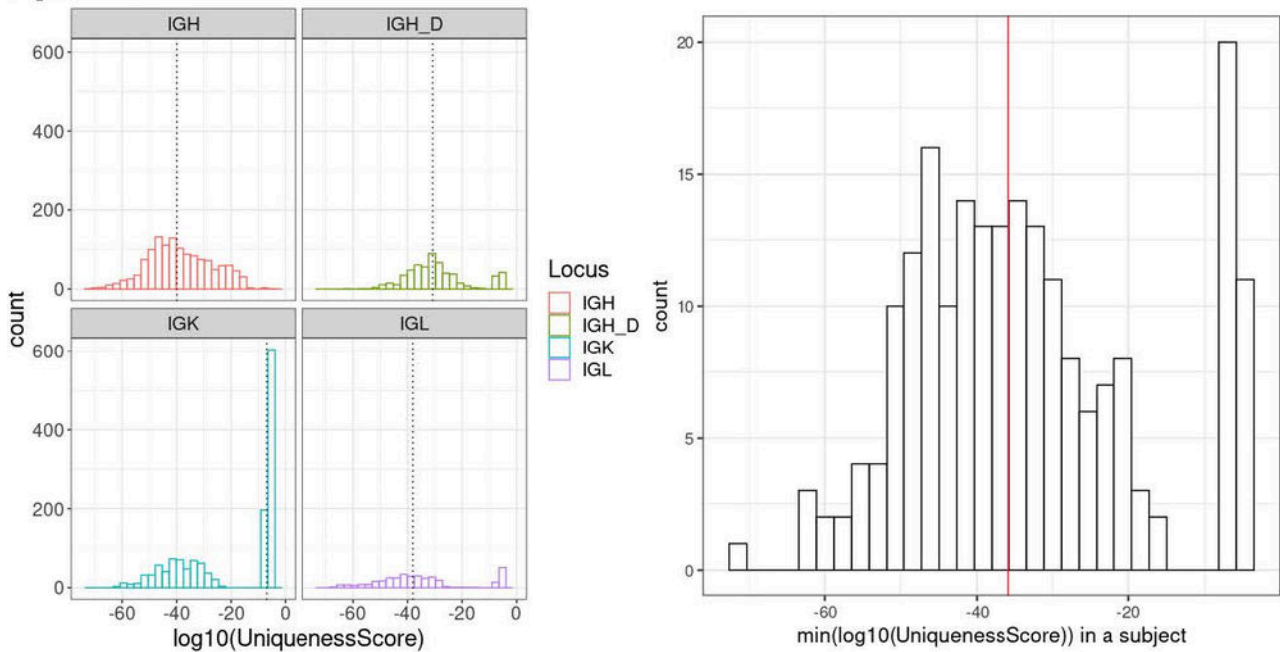 IGH
IGH_D
600
400
200
0
IGK
IGL
600
400
200
0
-60
-40
-20
0
-60
-40
-20
0
count
log10(UniquenessScore)
Locus
IGH
IGH_D
IGK
IGL
20
15
10
5
0
-60
-40
-20
count
min(log10(UniquenessScore)) in a subject